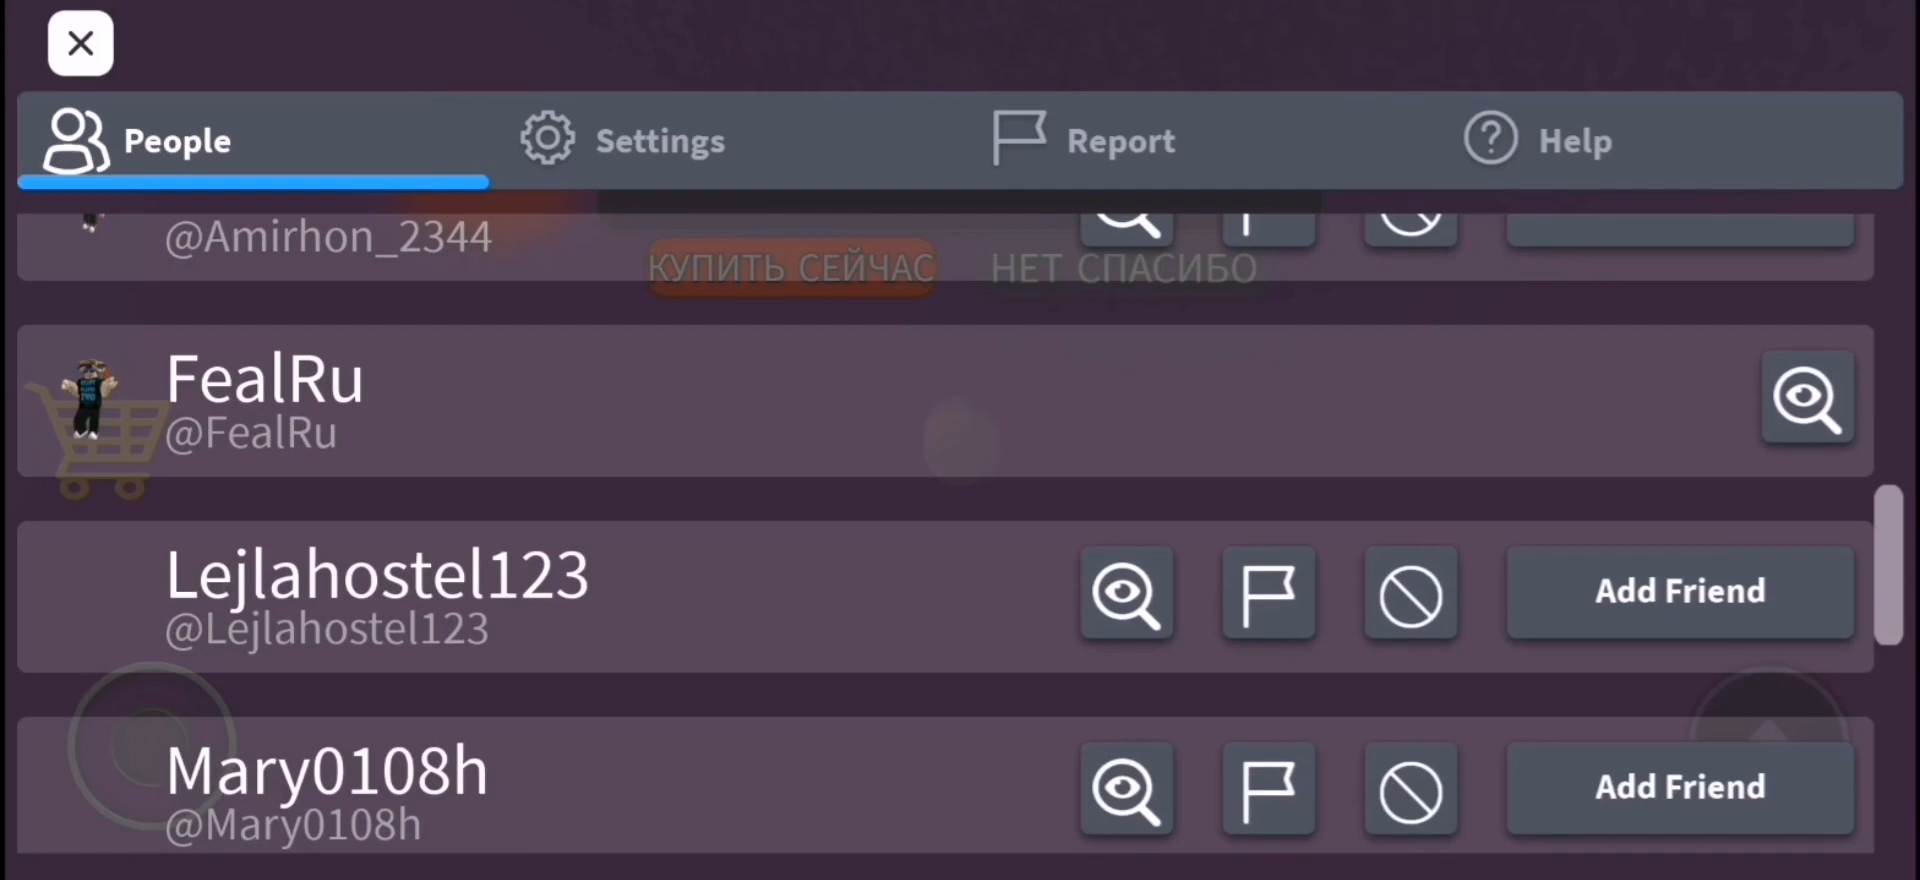 People
Settings
Report
Help
@Amirhon_2344
КУПИТЬ СЕЙЧАС
НЕТ СПАСИБО
FealRu
@FealRu
Lejlahostel123
@Lejlahostel123
Add Friend
Mary0108h
@Mary0108h
Add Friend